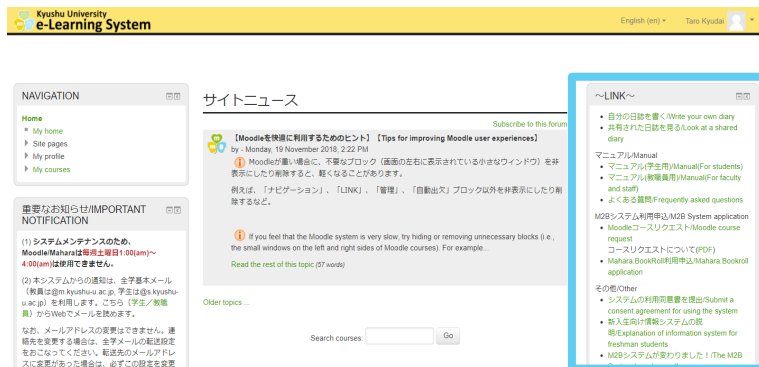 Kyushu University
e-Learning System
English (en)
Taro Kyudai
NAVIGATION
Home
My home
Site pages
My profile
My courses
重要なお知らせ/IMPORTANT
NOTIFICATION
(1) システムメンテナンスのため、
Moodle/Maharaは毎週土曜日1:00(am)～
4:00(am)は使用できません。
(2) 本システムからの通知は、全学基本メール
（教員は@m.kyushu-u.ac.jp, 学生は@s.kyushu-
u.ac.jp）を利用します。こちら（学生／教職
員）からWebでメールを読めます。
なお、メールアドレスの変更はできません。連
絡先を変更する場合は、全学メールの転送設定
をおこなってください。転送先のメールアドレ
スに変更があった場合は、必ずこの設定を変更
サイトニュース
Subscribe to this forum
【Moodleを快適に利用するためのヒント】【Tips for improving Moodle user experiences】
by - Monday, 19 November 2018, 2:22 PM
Moodleが重い場合に、不要なブロック（画面の左右に表示されている小さなウィンドウ）を非
表示にしたり削除すると、軽くなることがあります。
例えば、「ナビゲーション」、「LINK」、「管理」、「自動出欠」ブロック以外を非表示にしたり削
除するなど。
If you feel that the Moodle system is very slow, try hiding or removing unnecessary blocks (i.e.,
the small windows on the left and right sides of Moodle courses). For example...
Read the rest of this topic (57 words)
Older topics ...
Search courses:
Go
～LINK～
自分の日誌を書く/Write your own diary
共有された日誌を見る/Look at a shared
diary
マニュアル/Manual
マニュアル(学生用)/Manual(For students)
マニュアル(教職員用)/Manual(For faculty
and staff)
よくある質問/Frequently asked questions
M2Bシステム利用申込/M2B System application
Moodleコースリクエスト/Moodle course
request
コースリクエストについて(PDF)
Mahara,BookRoll利用申込/Mahara.Bookroll
application
その他/Other
システムの利用同意書を提出/Submit a
consent agreement for using the system
新入生向け情報システムの説
明/Explanation of information system for
freshmen and others
M2Bシステムが変わりました！/The M2B